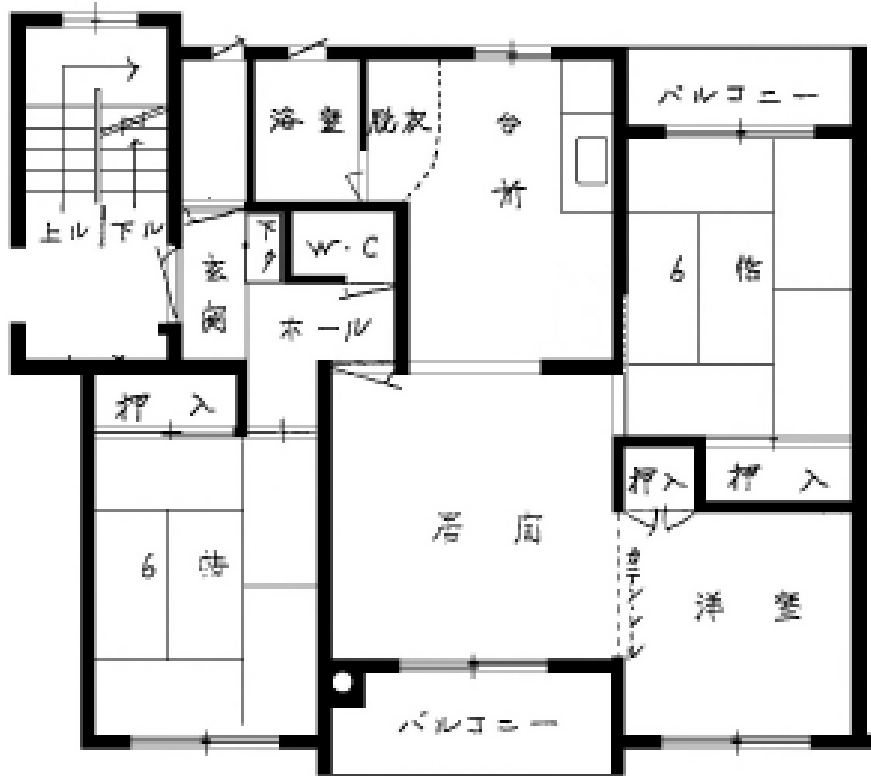 バルコニー
浴室
脱衣
台所
上ル
下ル
玄関
下タ
W・C
6帖
ホール
押入
押入
押入
6帖
居間
カーテンレール
洋室
バルコニー